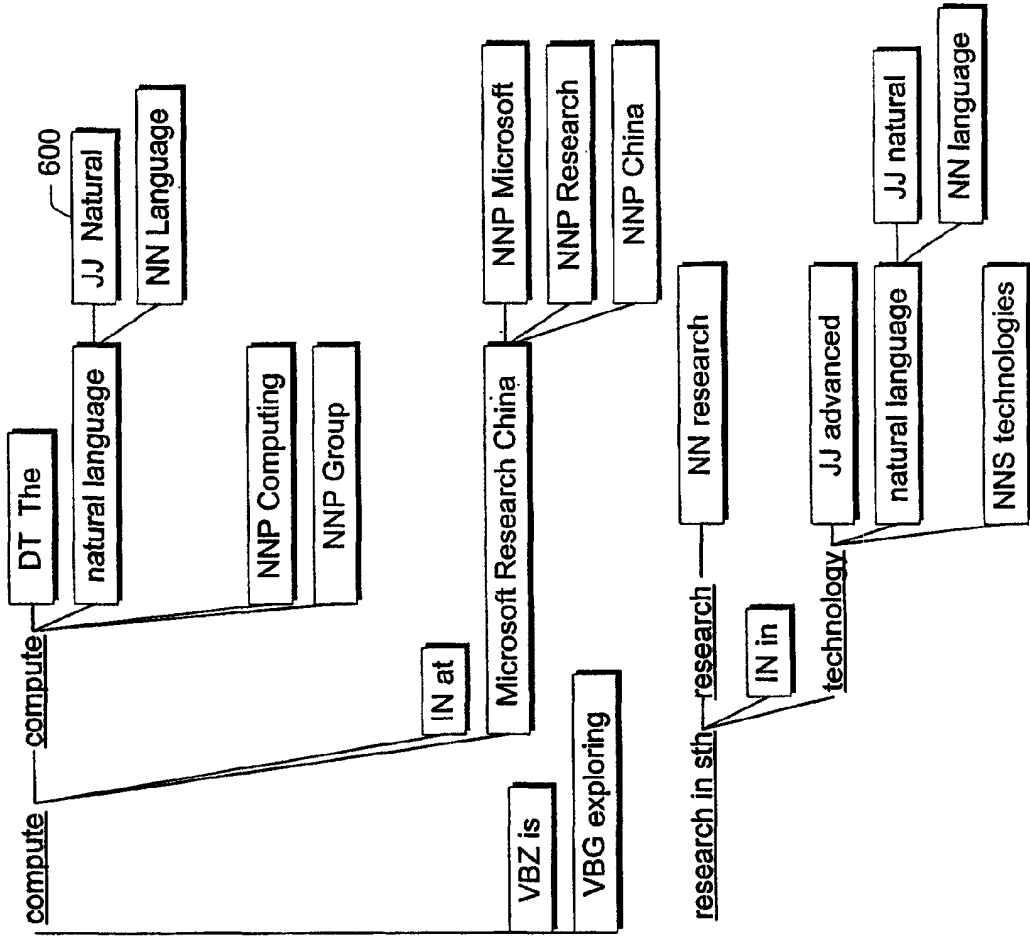 compute
compute
DT The
natural language
JJ Natural
600
NN Language
NNP Computing
NNP Group
IN at
Microsoft Research China
NNP Microsoft
NNP Research
NNP China
VBZ is
VBG exploring
research in sth
research
NN research
IN in
technology
JJ advanced
natural language
JJ natural
NN language
NNS technologies